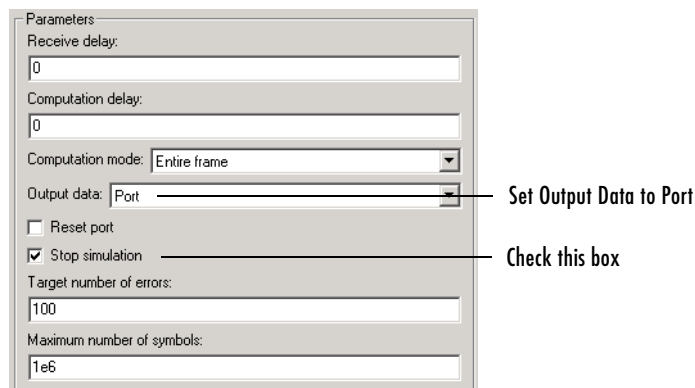 Parameters
Receive delay:
0
Computation delay:
0
Computation mode: Entire frame
Output data: Port
Set Output Data to Port
Reset port
Stop simulation
Check this box
Target number of errors:
100
Maximum number of symbols:
1e6